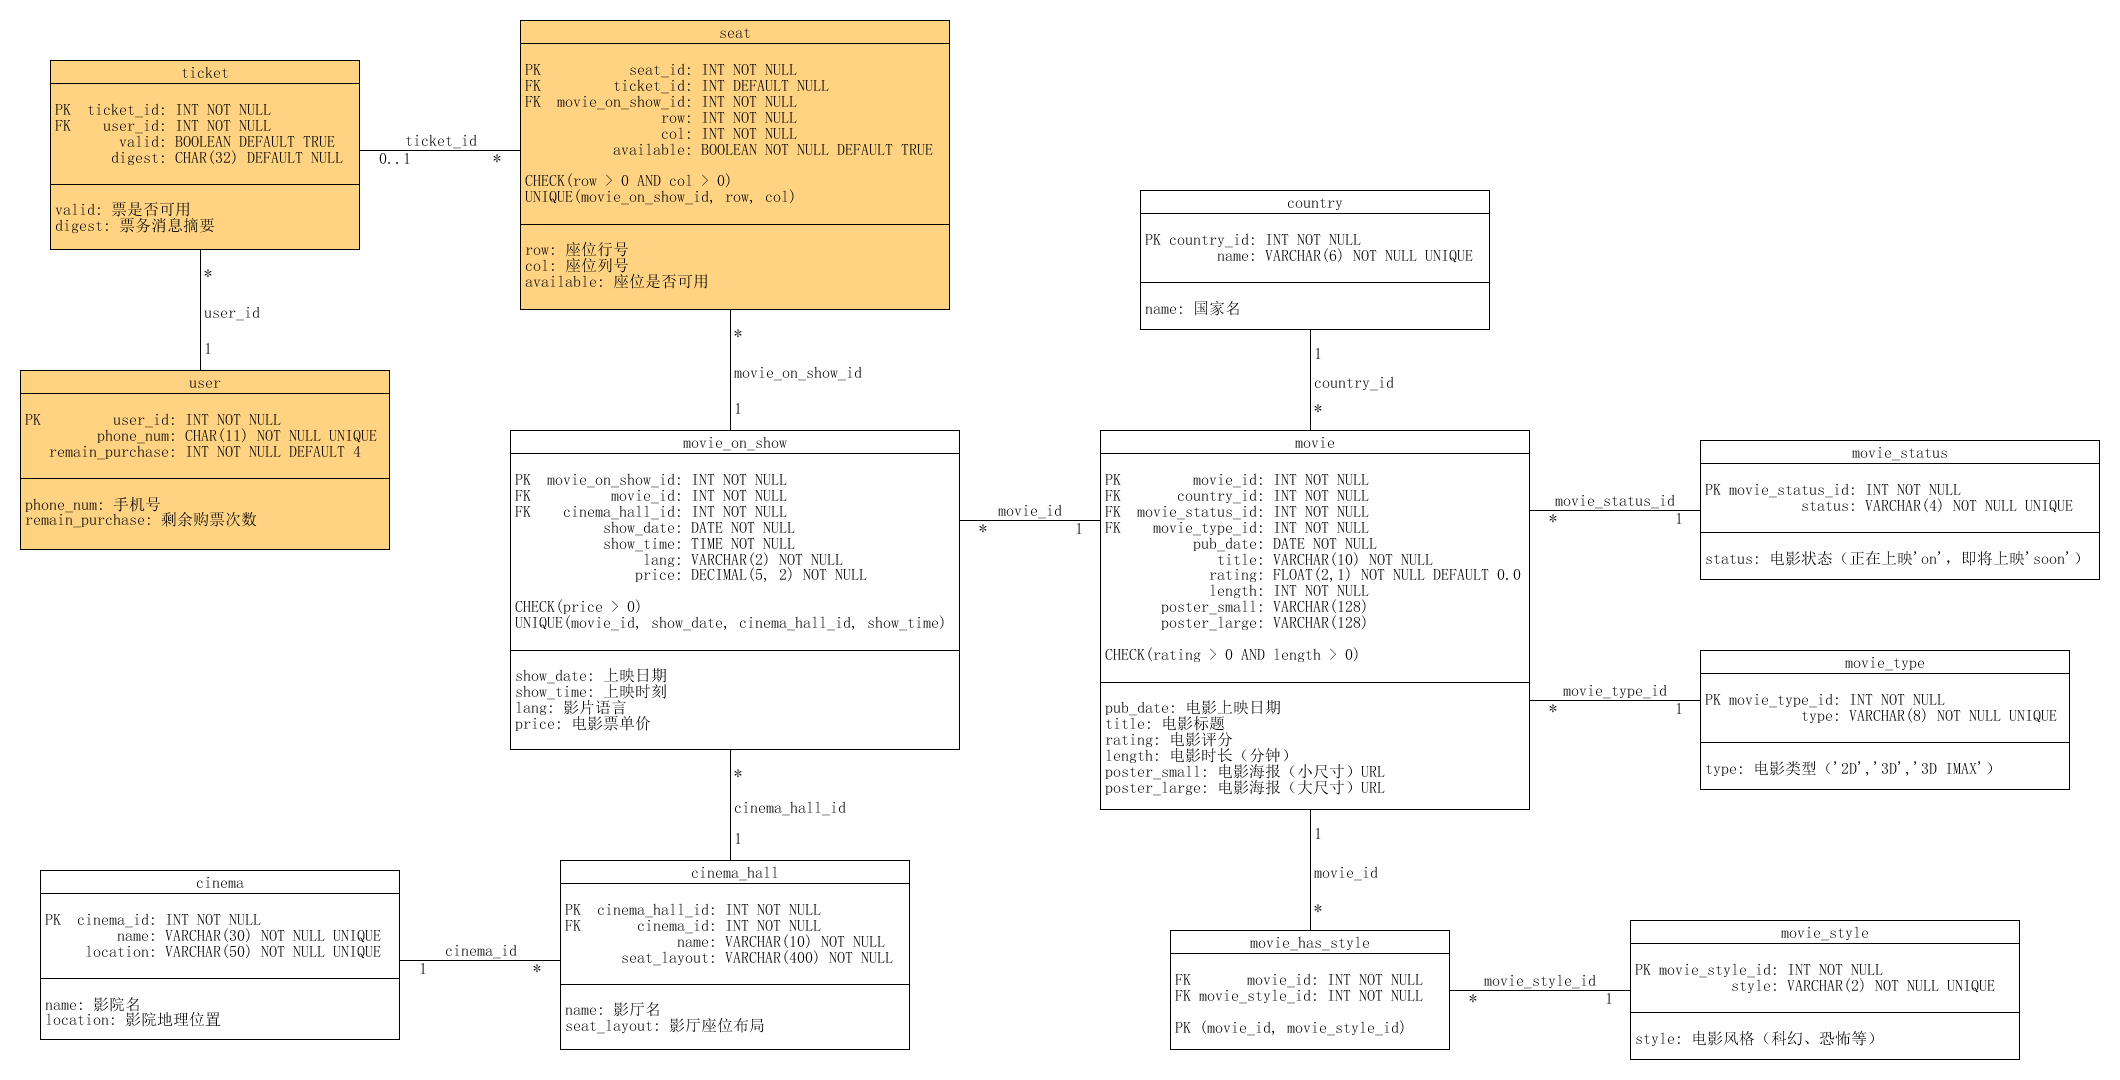 seat
PK seat_id: INT NOT NULL
FK ticket_id: INT DEFAULT NULL
FK movie_on_show_id: INT NOT NULL
row: INT NOT NULL
col: INT NOT NULL
available: BOOLEAN NOT NULL DEFAULT TRUE
CHECK(row > 0 AND col > 0)
UNIQUE(movie_on_show_id, row, col)
row: 座位行号
col: 座位列号
available: 座位是否可用
ticket
PK ticket_id: INT NOT NULL
FK user_id: INT NOT NULL
valid: BOOLEAN DEFAULT TRUE
digest: CHAR(32) DEFAULT NULL
valid: 票是否可用
digest: 票务消息摘要
ticket_id
0..1
*
*
user_id
1
user
PK user_id: INT NOT NULL
phone_num: CHAR(11) NOT NULL UNIQUE
remain_purchase: INT NOT NULL DEFAULT 4
phone_num: 手机号
remain_purchase: 剩余购票次数
*
movie_on_show_id
1
country
PK country_id: INT NOT NULL
name: VARCHAR(6) NOT NULL UNIQUE
name: 国家名
1
country_id
*
movie_on_show
PK movie_on_show_id: INT NOT NULL
FK movie_id: INT NOT NULL
FK cinema_hall_id: INT NOT NULL
show_date: DATE NOT NULL
show_time: TIME NOT NULL
lang: VARCHAR(2) NOT NULL
price: DECIMAL(5, 2) NOT NULL
CHECK(price > 0)
UNIQUE(movie_id, show_date, cinema_hall_id, show_time)
show_date: 上映日期
show_time: 上映时刻
lang: 影片语言
price: 电影票单价
movie_id
*
1
movie
PK movie_id: INT NOT NULL
FK country_id: INT NOT NULL
FK movie_status_id: INT NOT NULL
FK movie_type_id: INT NOT NULL
pub_date: DATE NOT NULL
title: VARCHAR(10) NOT NULL
rating: FLOAT(2,1) NOT NULL DEFAULT 0.0
length: INT NOT NULL
poster_small: VARCHAR(128)
poster_large: VARCHAR(128)
CHECK(rating > 0 AND length > 0)
pub_date: 电影上映日期
title: 电影标题
rating: 电影评分
length: 电影时长（分钟）
poster_small: 电影海报（小尺寸）URL
poster_large: 电影海报（大尺寸）URL
movie_status_id
*
1
movie_status
PK movie_status_id: INT NOT NULL
status: VARCHAR(4) NOT NULL UNIQUE
status: 电影状态（正在上映'on', 即将上映'soon'）
movie_type_id
*
1
movie_type
PK movie_type_id: INT NOT NULL
type: VARCHAR(8) NOT NULL UNIQUE
type: 电影类型（'2D','3D','3D IMAX'）
*
cinema_hall_id
1
1
movie_id
*
cinema
PK cinema_id: INT NOT NULL
name: VARCHAR(30) NOT NULL UNIQUE
location: VARCHAR(50) NOT NULL UNIQUE
name: 影院名
location: 影院地理位置
cinema_id
1
*
cinema_hall
PK cinema_hall_id: INT NOT NULL
FK cinema_id: INT NOT NULL
name: VARCHAR(10) NOT NULL
seat_layout: VARCHAR(400) NOT NULL
name: 影厅名
seat_layout: 影厅座位布局
movie_has_style
FK movie_id: INT NOT NULL
FK movie_style_id: INT NOT NULL
PK (movie_id, movie_style_id)
movie_style_id
*
1
movie_style
PK movie_style_id: INT NOT NULL
style: VARCHAR(2) NOT NULL UNIQUE
style: 电影风格（科幻、恐怖等）